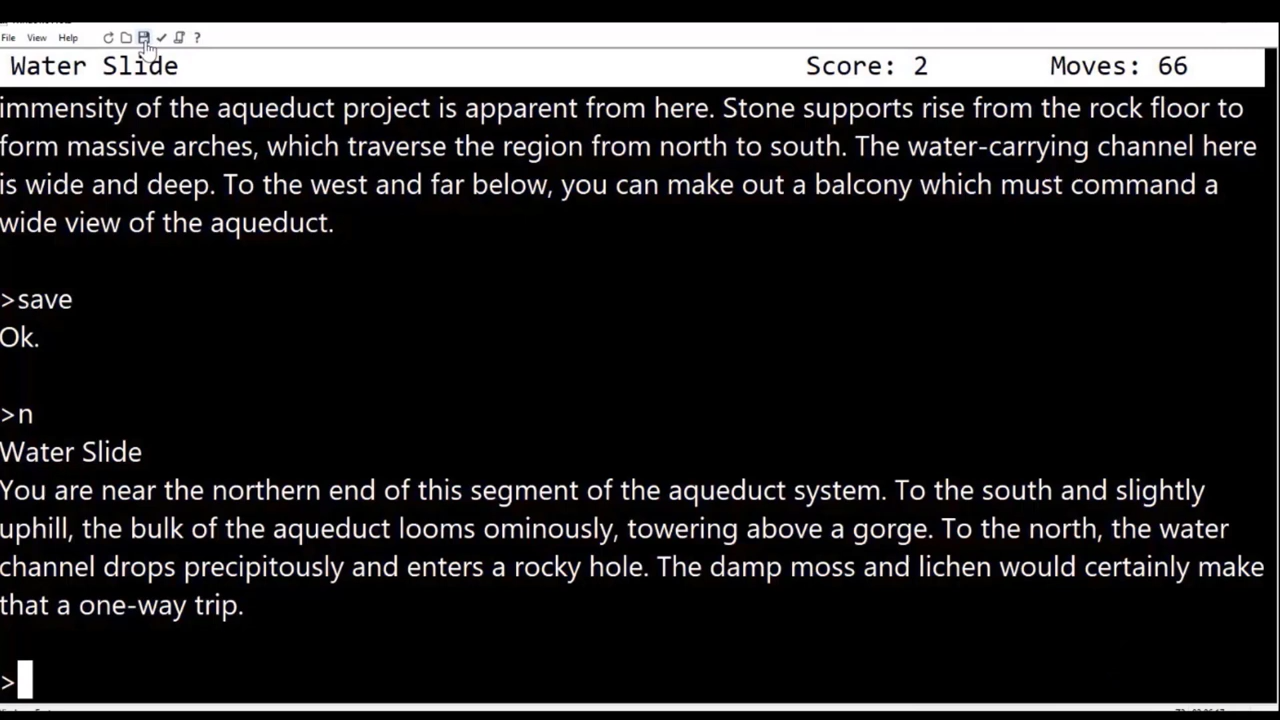 File View Help ?
Water Slide Score: 2 Moves: 66
immensity of the aqueduct project is apparent from here. Stone supports rise from the rock floor to
form massive arches, which traverse the region from north to south. The water-carrying channel here
is wide and deep. To the west and far below, you can make out a balcony which must command a
wide view of the aqueduct.
>save
Ok.
>n
Water Slide
You are near the northern end of this segment of the aqueduct system. To the south and slightly
uphill, the bulk of the aqueduct looms ominously, towering above a gorge. To the north, the water
channel drops precipitously and enters a rocky hole. The damp moss and lichen would certainly make
that a one-way trip.
>